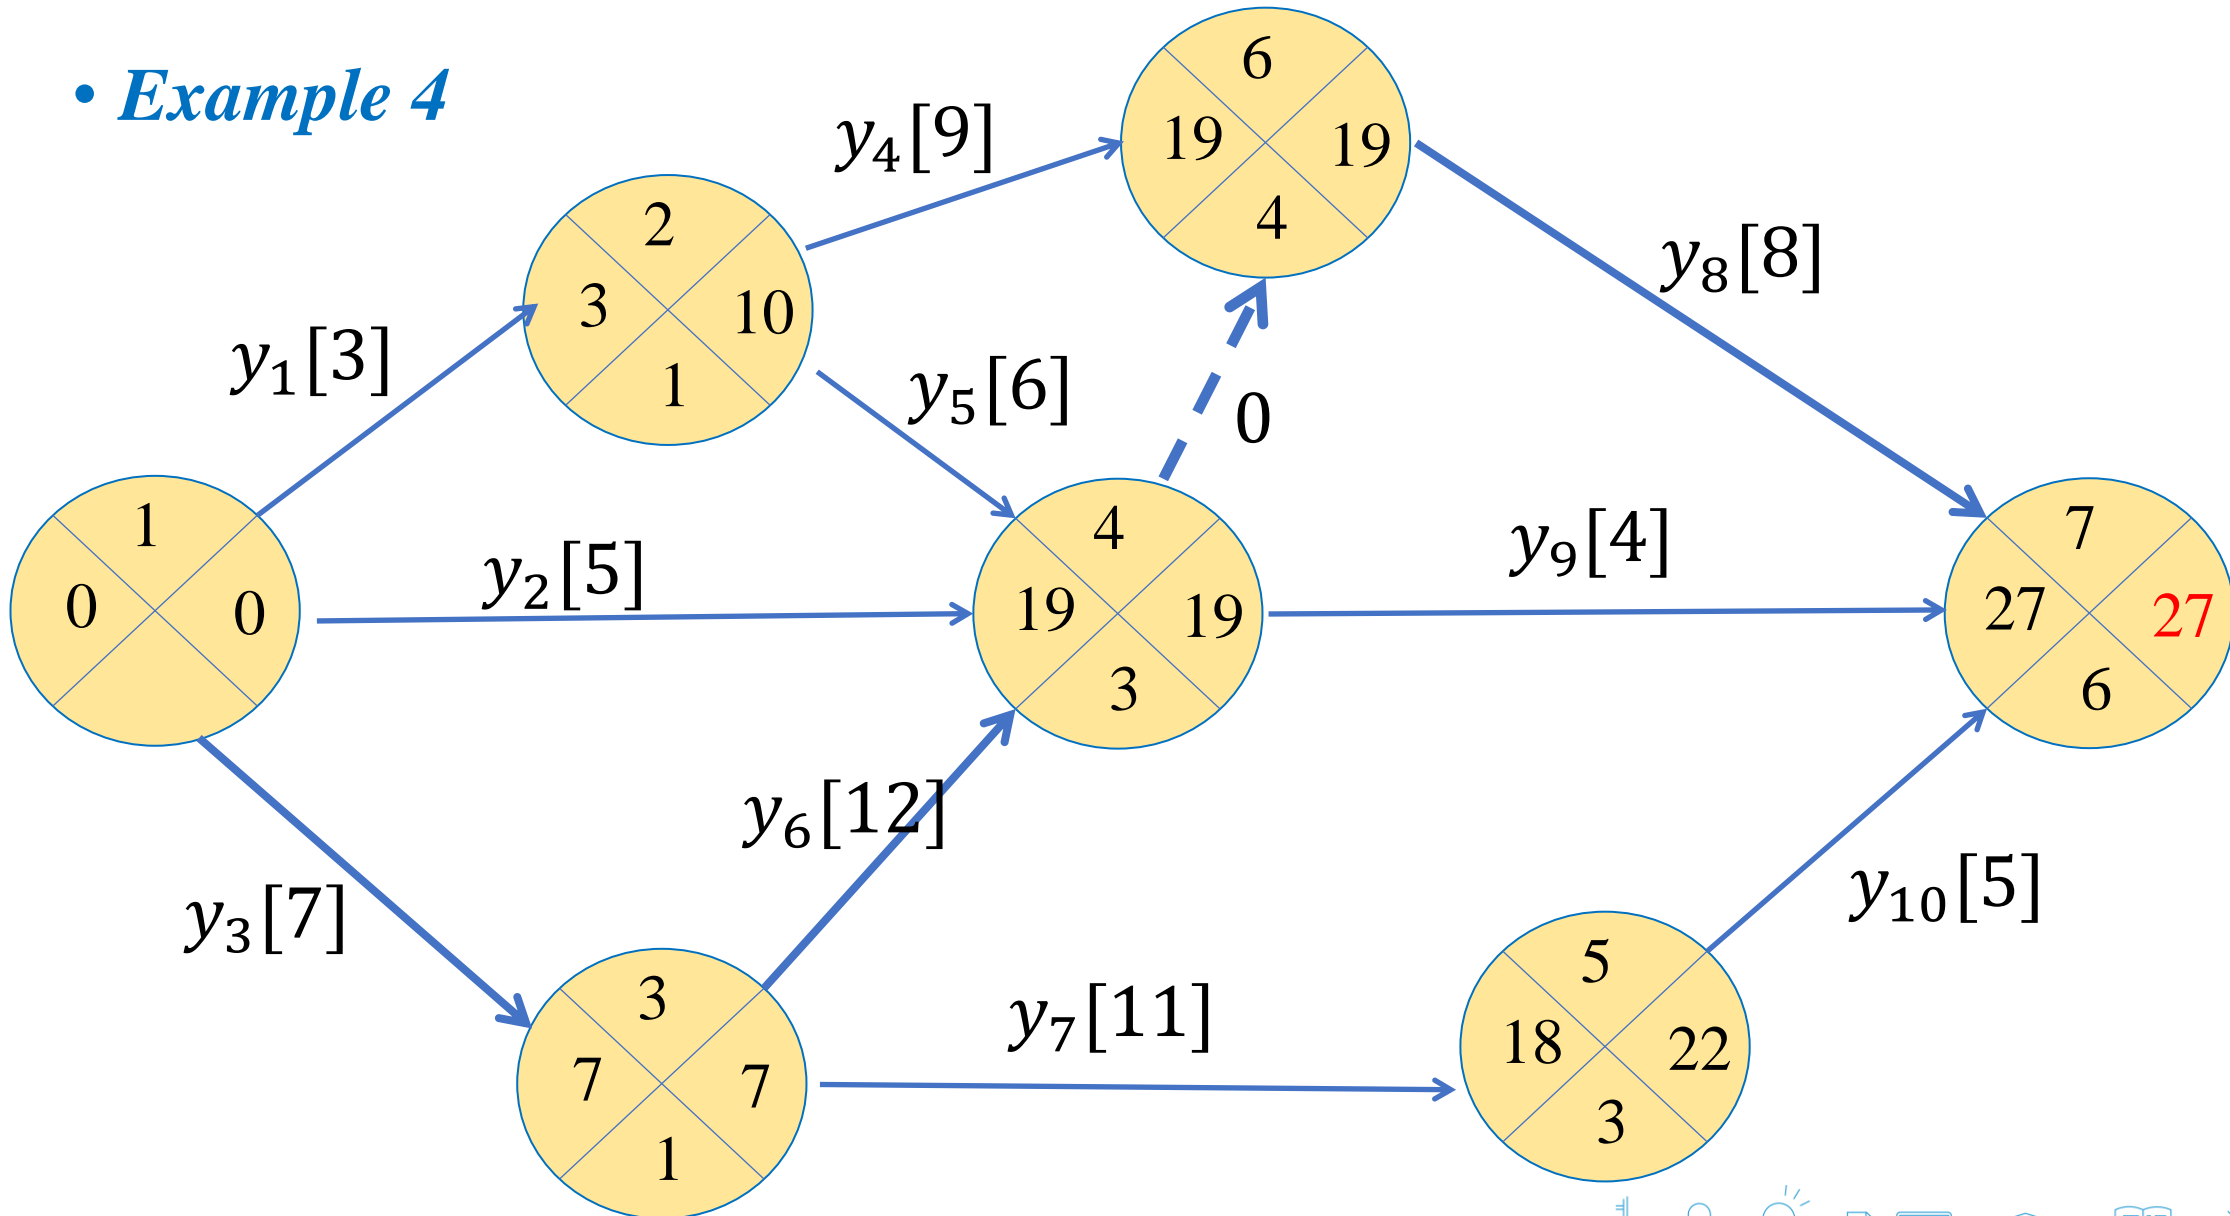 • Example 4
6
19 19
4
y₄[9]
2
3 10
1
y₈[8]
y₁[3]
y₅[6]
0
1
0 0
y₂[5]
4
19 19
3
y₉[4]
7
27 27
6
y₆[12]
y₃[7]
y₁₀[5]
3
7 7
1
y₇[11]
5
18 22
3